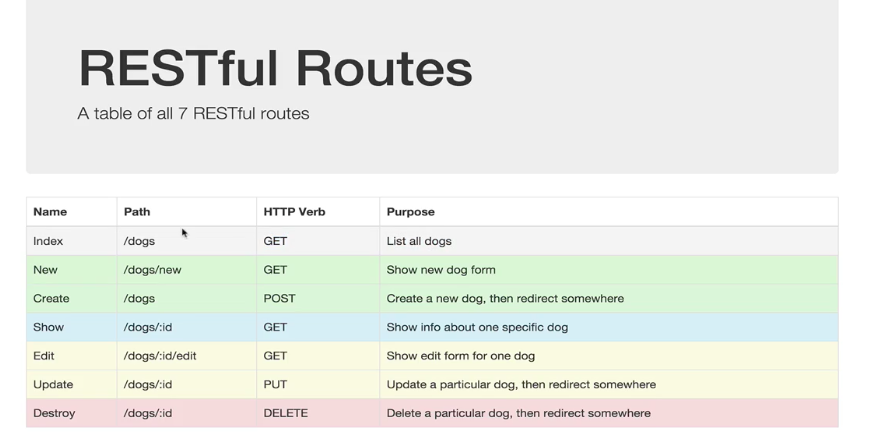 RESTful Routes
A table of all 7 RESTful routes
Name Path HTTP Verb Purpose
Index /dogs GET List all dogs
New /dogs/new GET Show new dog form
Create /dogs POST Create a new dog, then redirect somewhere
Show /dogs/:id GET Show info about one specific dog
Edit /dogs/:id/edit GET Show edit form for one dog
Update /dogs/:id PUT Update a particular dog, then redirect somewhere
Destroy /dogs/:id DELETE Delete a particular dog, then redirect somewhere